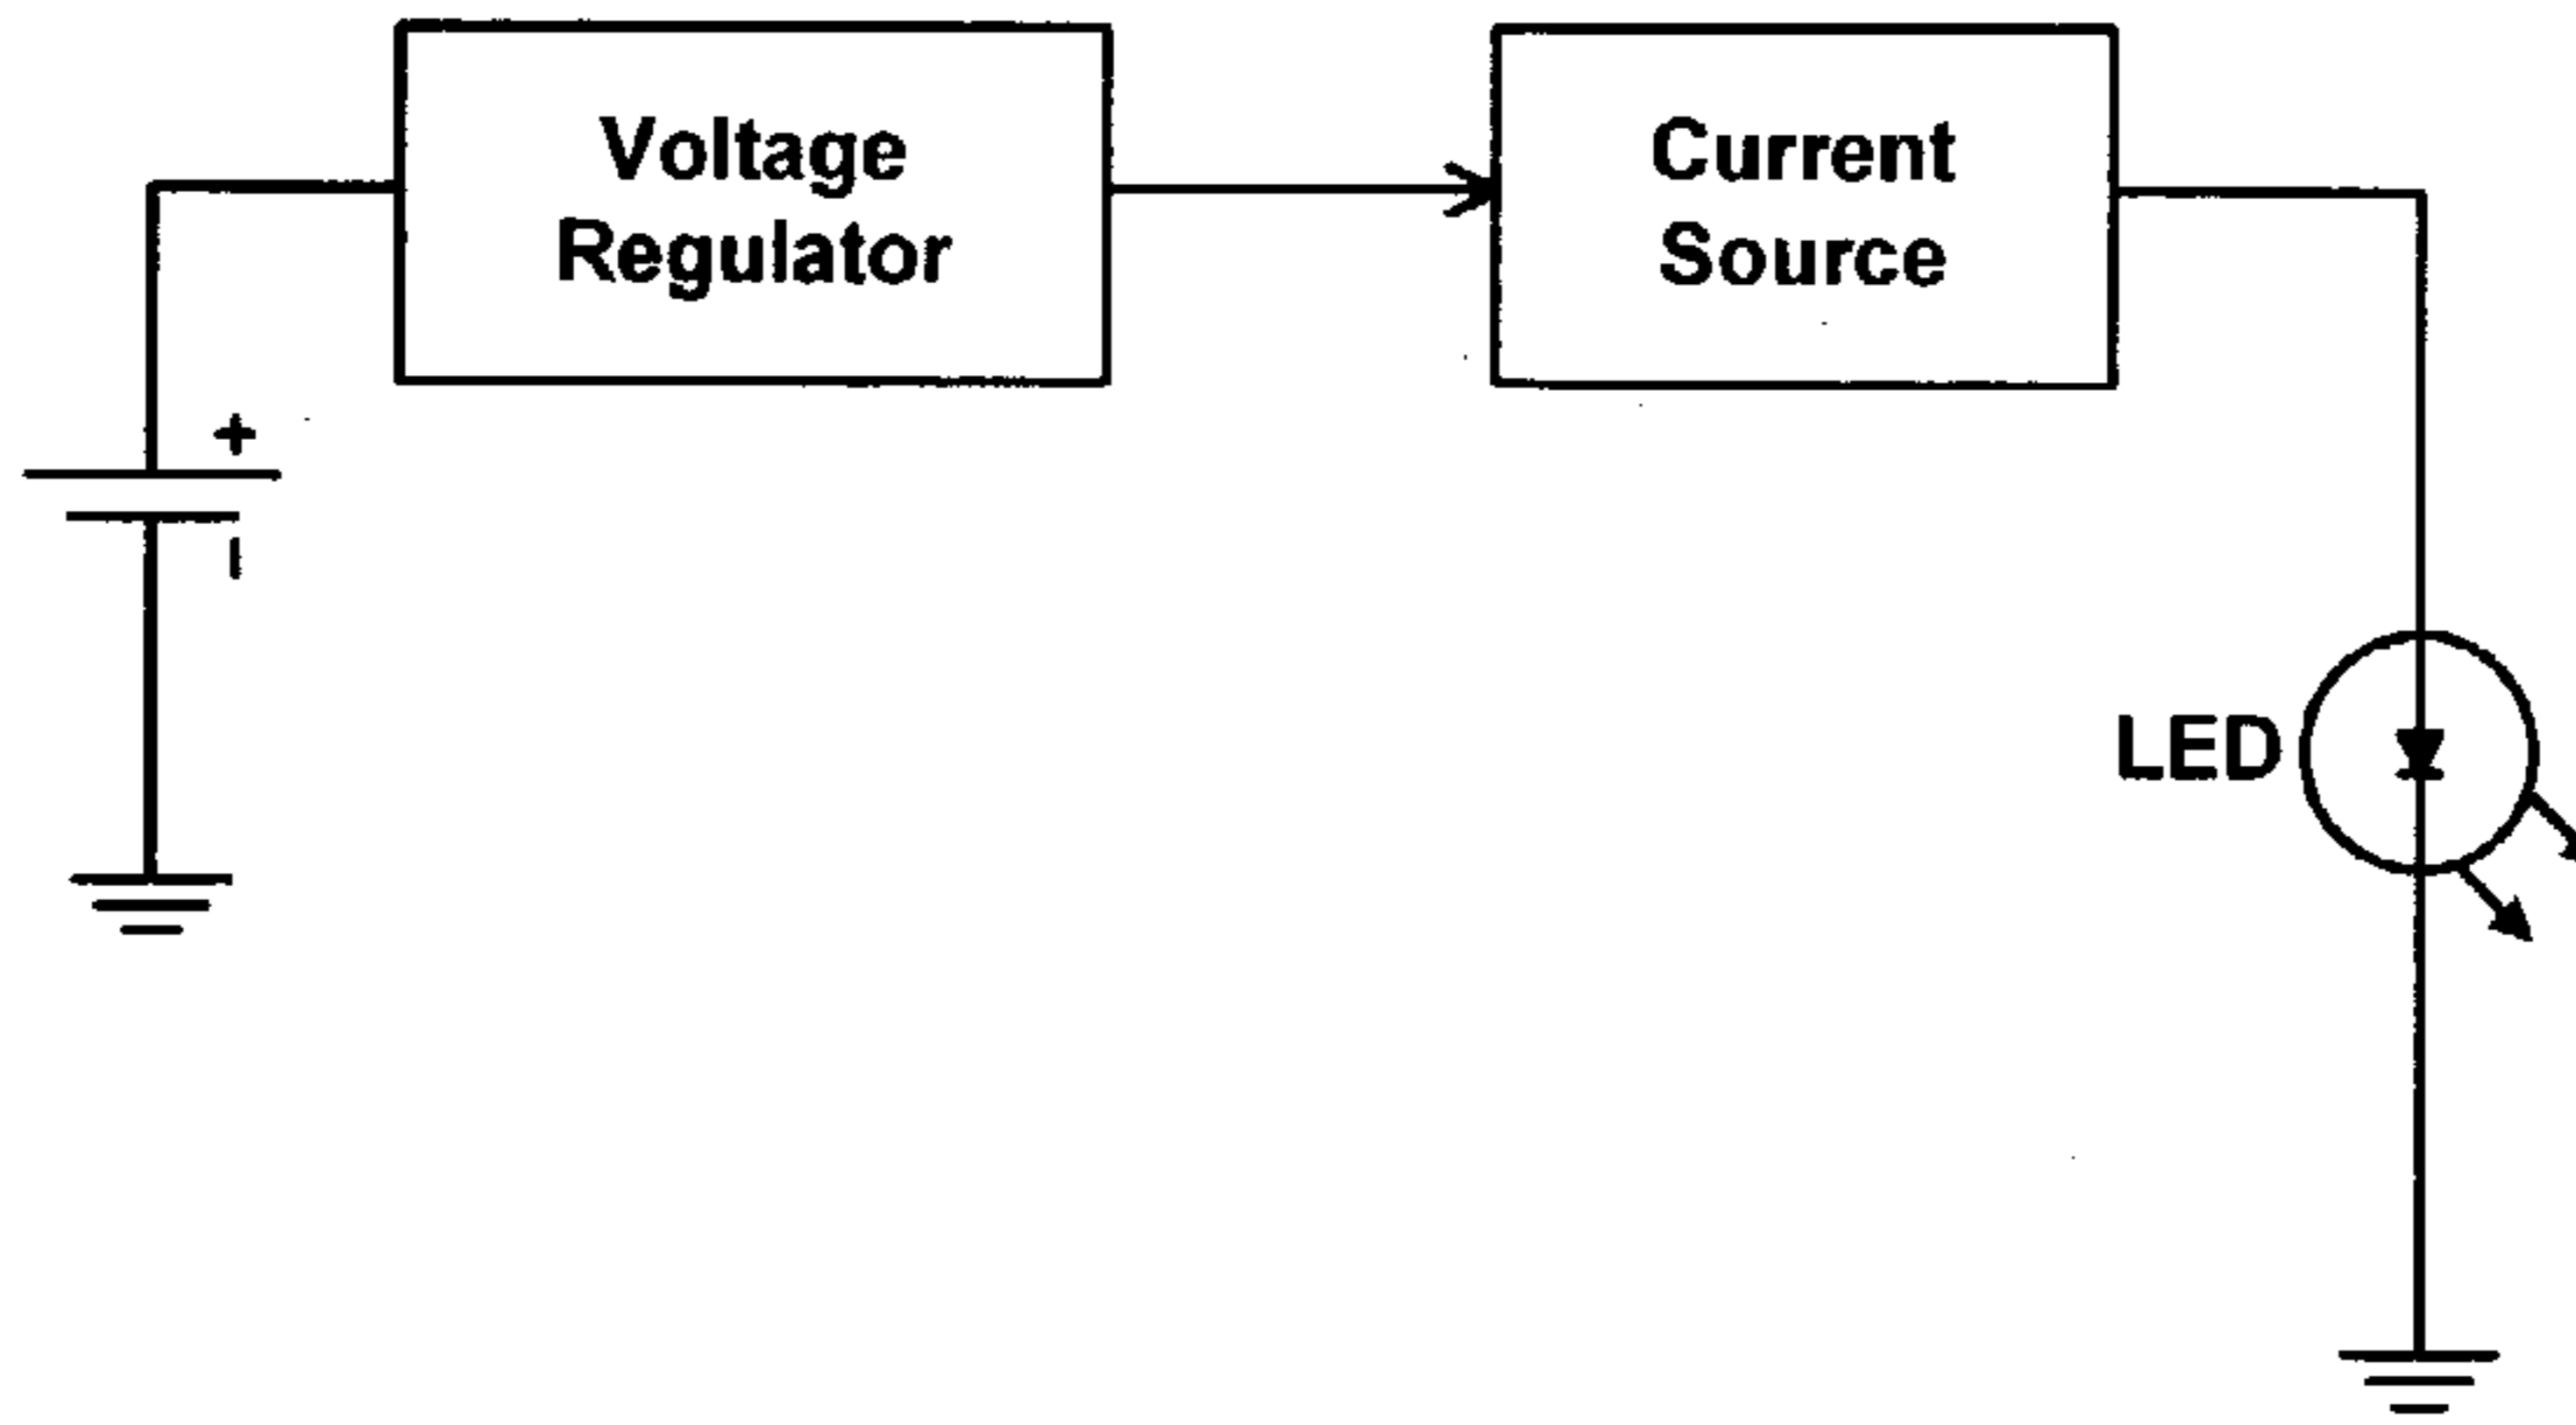 Voltage
Regulator
Current
Source
+
−
LED